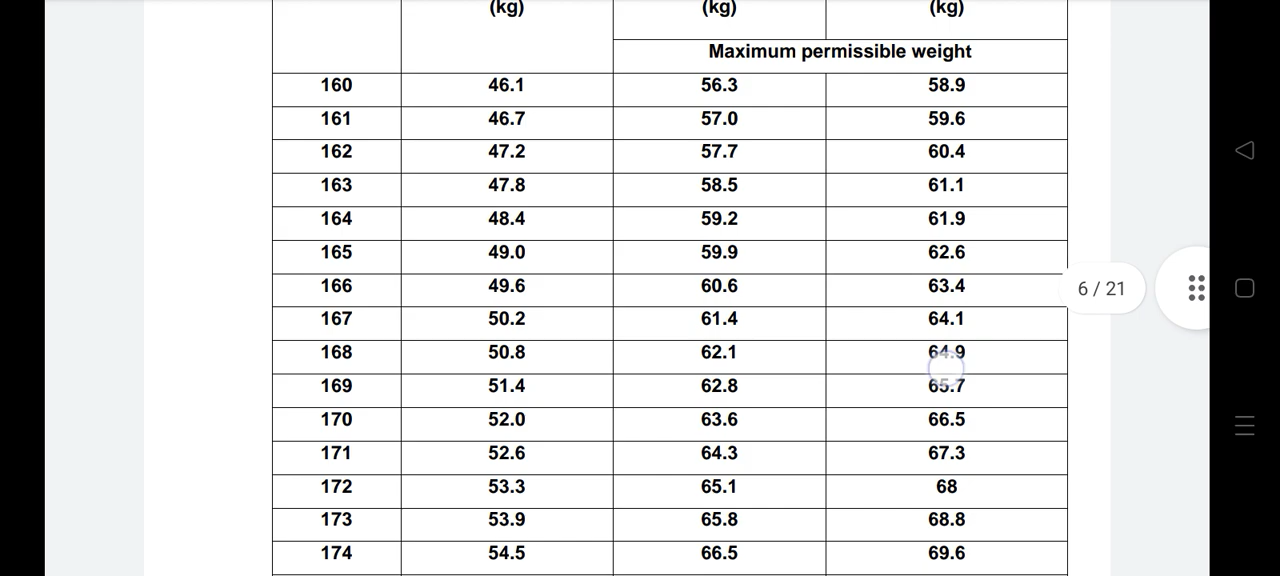 (kg) (kg) (kg)
Maximum permissible weight
160 46.1 56.3 58.9
161 46.7 57.0 59.6
162 47.2 57.7 60.4
163 47.8 58.5 61.1
164 48.4 59.2 61.9
165 49.0 59.9 62.6
166 49.6 60.6 63.4
6 / 21
167 50.2 61.4 64.1
168 50.8 62.1 64.9
169 51.4 62.8 65.7
170 52.0 63.6 66.5
171 52.6 64.3 67.3
172 53.3 65.1 68
173 53.9 65.8 68.8
174 54.5 66.5 69.6